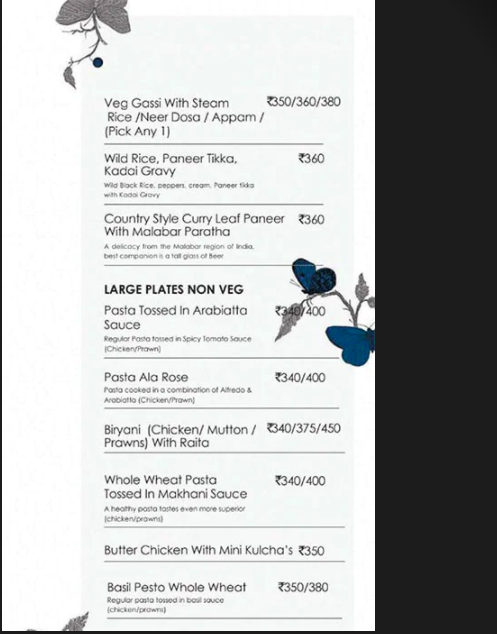 Veg Gassi With Steam ₹350/360/380
Rice /Neer Dosa / Appam /
(Pick Any 1)
Wild Rice, Paneer Tikka, ₹360
Kadai Gravy
Wild Black Rice, peppers, cream, Paneer tikka
with Kadai Gravy
Country Style Curry Leaf Paneer ₹360
With Malabar Paratha
A delicacy from the Malabar region of India,
best companion is a tall glass of Beer
LARGE PLATES NON VEG
Pasta Tossed In Arabiatta ₹340/400
Sauce
Regular Pasta tossed in Spicy Tomato Sauce
(Chicken/Prawn)
Pasta Ala Rose ₹340/400
Pasta cooked in a combination of Alfredo &
Arabiatta (Chicken/Prawn)
Biryani (Chicken/ Mutton / ₹340/375/450
Prawns) With Raita
Whole Wheat Pasta ₹340/400
Tossed In Makhani Sauce
A healthy pasta tastes even more superior
(chicken/prawns)
Butter Chicken With Mini Kulcha's ₹350
Basil Pesto Whole Wheat ₹350/380
Regular pasta tossed in basil sauce
(chicken/prawns)